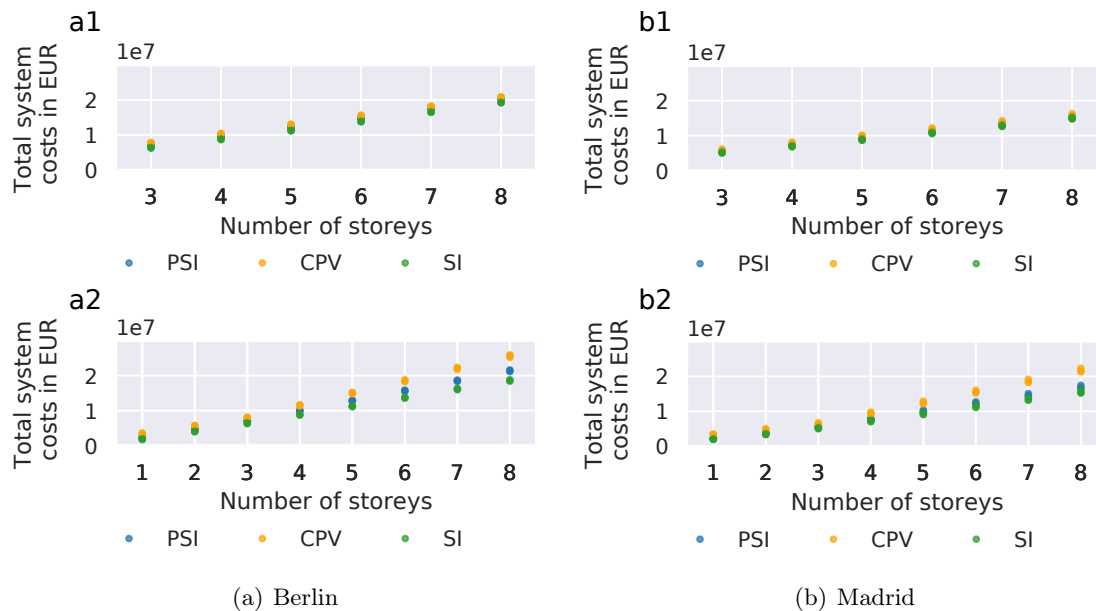 a1
1e7
Total system
costs in EUR
2
1
0
3 4 5 6 7 8
Number of storeys
PSI CPV SI
b1
1e7
Total system
costs in EUR
2
1
0
3 4 5 6 7 8
Number of storeys
PSI CPV SI
a2
1e7
Total system
costs in EUR
2
1
0
1 2 3 4 5 6 7 8
Number of storeys
PSI CPV SI
b2
1e7
Total system
costs in EUR
2
1
0
1 2 3 4 5 6 7 8
Number of storeys
PSI CPV SI
(a) Berlin
(b) Madrid